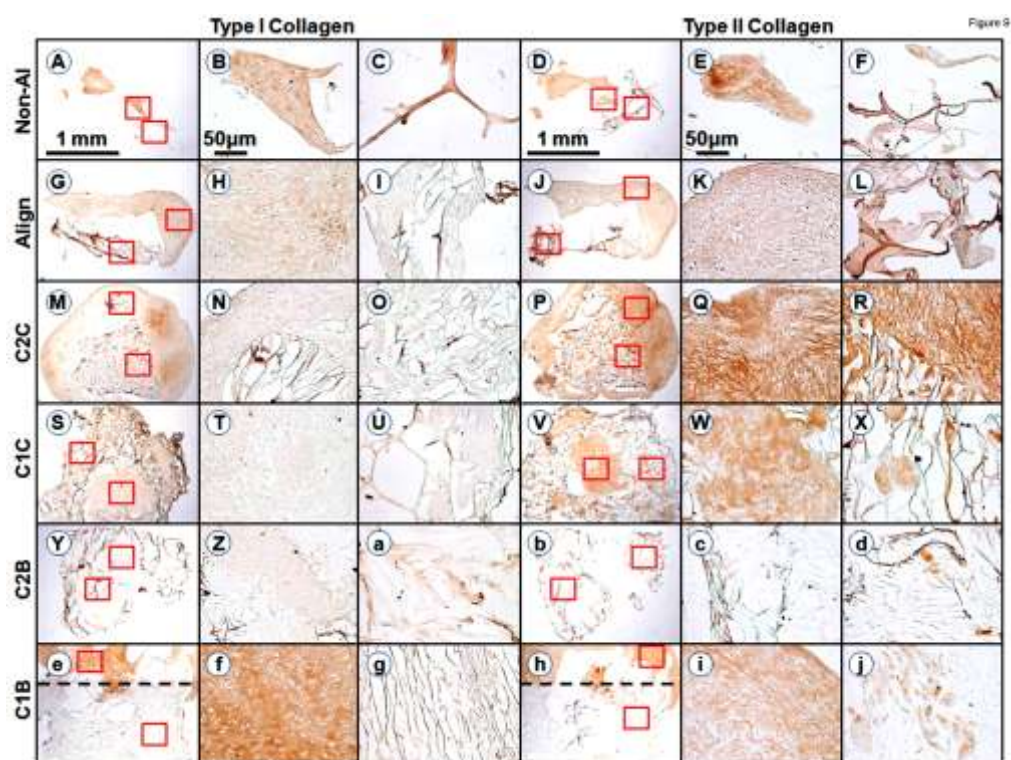 Type I Collagen Type II Collagen Figure 9
Non-Al A B C D E F
1 mm 50µm 1 mm 50µm
Align G H I J K L
C2C M N O P Q R
C1C S T U V W X
C2B Y Z a b c d
C1B e f g h i j